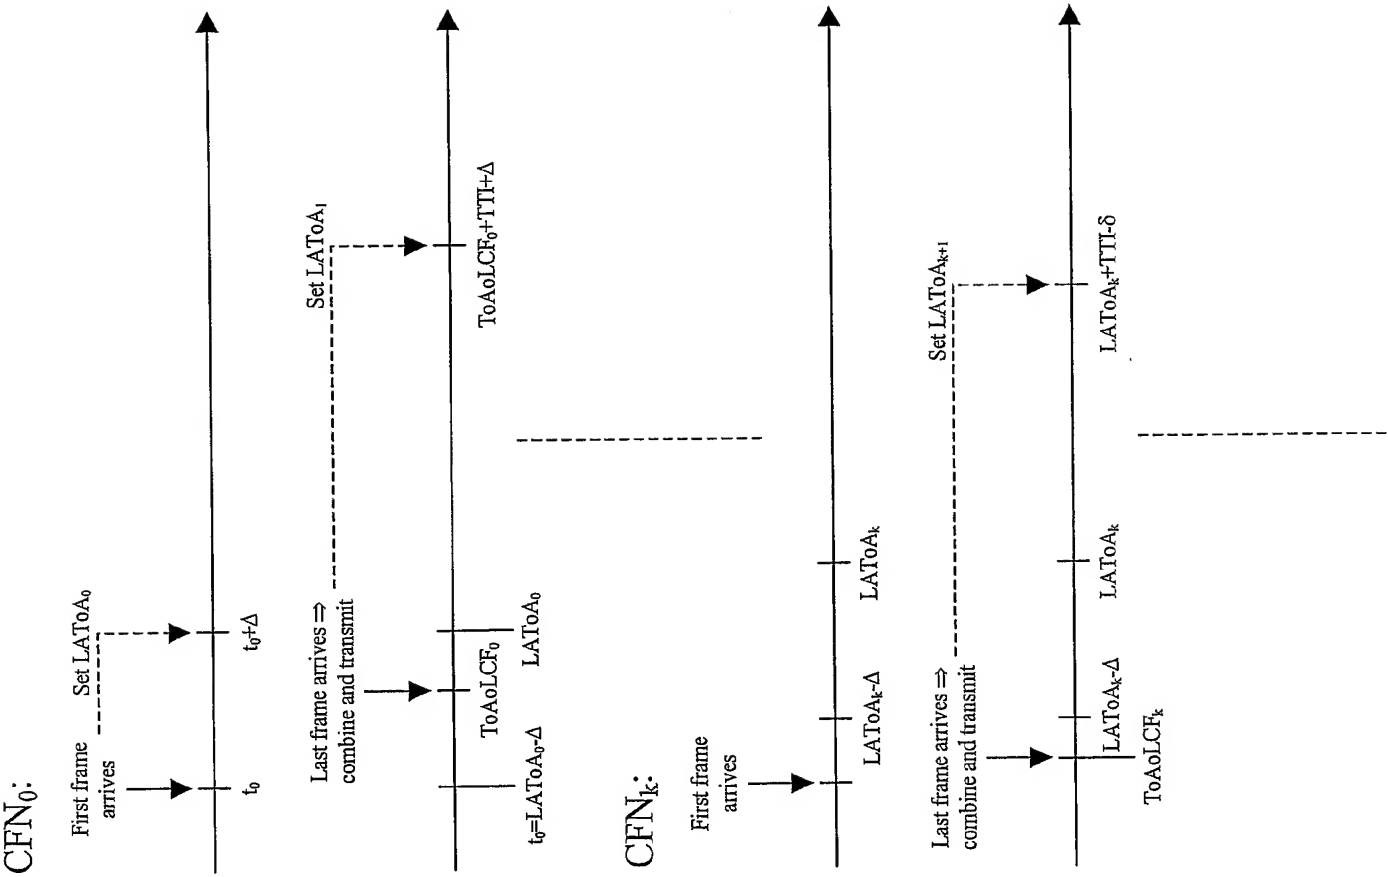 CFN₀:
First frame
arrives
Set LAToA₀
t₀
t₀+Δ
Last frame arrives ⇒
combine and transmit
Set LAToA₁
t₀=LAToA₀-Δ
ToAoLCF₀
LAToA₀
ToAoLCF₀+TTI+Δ
CFNₖ:
First frame
arrives
LAToAₖ-Δ
LAToAₖ
Last frame arrives ⇒
combine and transmit
Set LAToAₖ₊₁
ToAoLCFₖ
LAToAₖ-Δ
LAToAₖ
LAToAₖ+TTI-δ